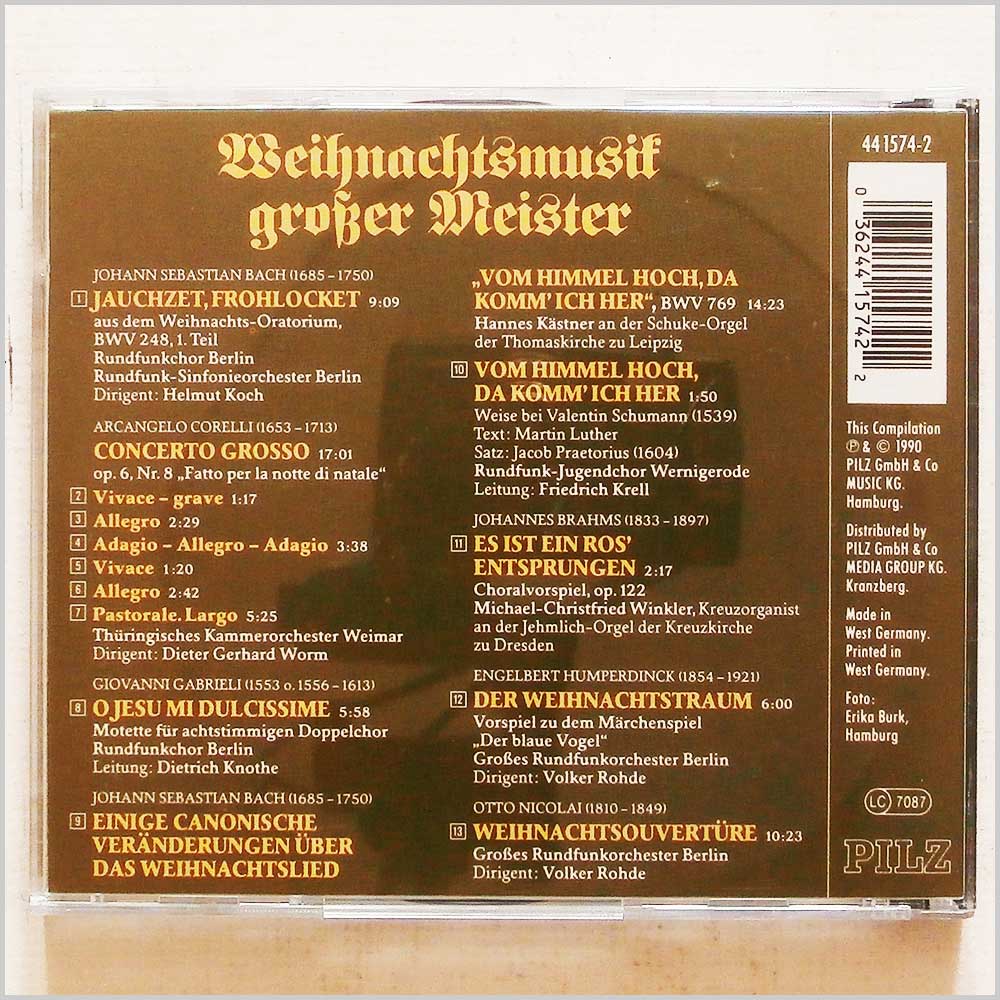 Weihnachtsmusik
großer Meister
JOHANN SEBASTIAN BACH (1685 – 1750)
1 JAUCHZET, FROHLOCKET 9:09
aus dem Weihnachts-Oratorium,
BWV 248, 1. Teil
Rundfunkchor Berlin
Rundfunk-Sinfonieorchester Berlin
Dirigent: Helmut Koch
ARCANGELO CORELLI (1653 – 1713)
CONCERTO GROSSO 17:01
op. 6, Nr. 8 „Fatto per la notte di natale“
2 Vivace – grave 1:17
3 Allegro 2:29
4 Adagio – Allegro – Adagio 3:38
5 Vivace 1:20
6 Allegro 2:42
7 Pastorale. Largo 5:25
Thüringisches Kammerorchester Weimar
Dirigent: Dieter Gerhard Worm
GIOVANNI GABRIELI (1553 o. 1556 – 1613)
8 O JESU MI DULCISSIME 5:58
Motette für achtstimmigen Doppelchor
Rundfunkchor Berlin
Leitung: Dietrich Knothe
JOHANN SEBASTIAN BACH (1685 – 1750)
9 EINIGE CANONISCHE
VERÄNDERUNGEN ÜBER
DAS WEIHNACHTSLIED
„VOM HIMMEL HOCH, DA
KOMM’ ICH HER“, BWV 769 14:23
Hannes Kästner an der Schuke-Orgel
der Thomaskirche zu Leipzig
10 VOM HIMMEL HOCH,
DA KOMM’ ICH HER 1:50
Weise bei Valentin Schumann (1539)
Text: Martin Luther
Satz: Jacob Praetorius (1604)
Rundfunk-Jugendchor Wernigerode
Leitung: Friedrich Krell
JOHANNES BRAHMS (1833 – 1897)
11 ES IST EIN ROS’
ENTSPRUNGEN 2:17
Choralvorspiel, op. 122
Michael-Christfried Winkler, Kreuzorganist
an der Jehmlich-Orgel der Kreuzkirche
zu Dresden
ENGELBERT HUMPERDINCK (1854 – 1921)
12 DER WEIHNACHTSTRAUM 6:00
Vorspiel zu dem Märchenspiel
„Der blaue Vogel“
Großes Rundfunkorchester Berlin
Dirigent: Volker Rohde
OTTO NICOLAI (1810 – 1849)
13 WEIHNACHTSOUVERTÜRE 10:23
Großes Rundfunkorchester Berlin
Dirigent: Volker Rohde
44 1574-2
0 36244 15742 2
This Compilation
℗ & © 1990
PILZ GmbH & Co
MUSIC KG.
Hamburg.
Distributed by
PILZ GmbH & Co
MEDIA GROUP KG.
Kranzberg.
Made in
West Germany.
Printed in
West Germany.
Foto:
Erika Burk,
Hamburg
LC 7087
PILZ